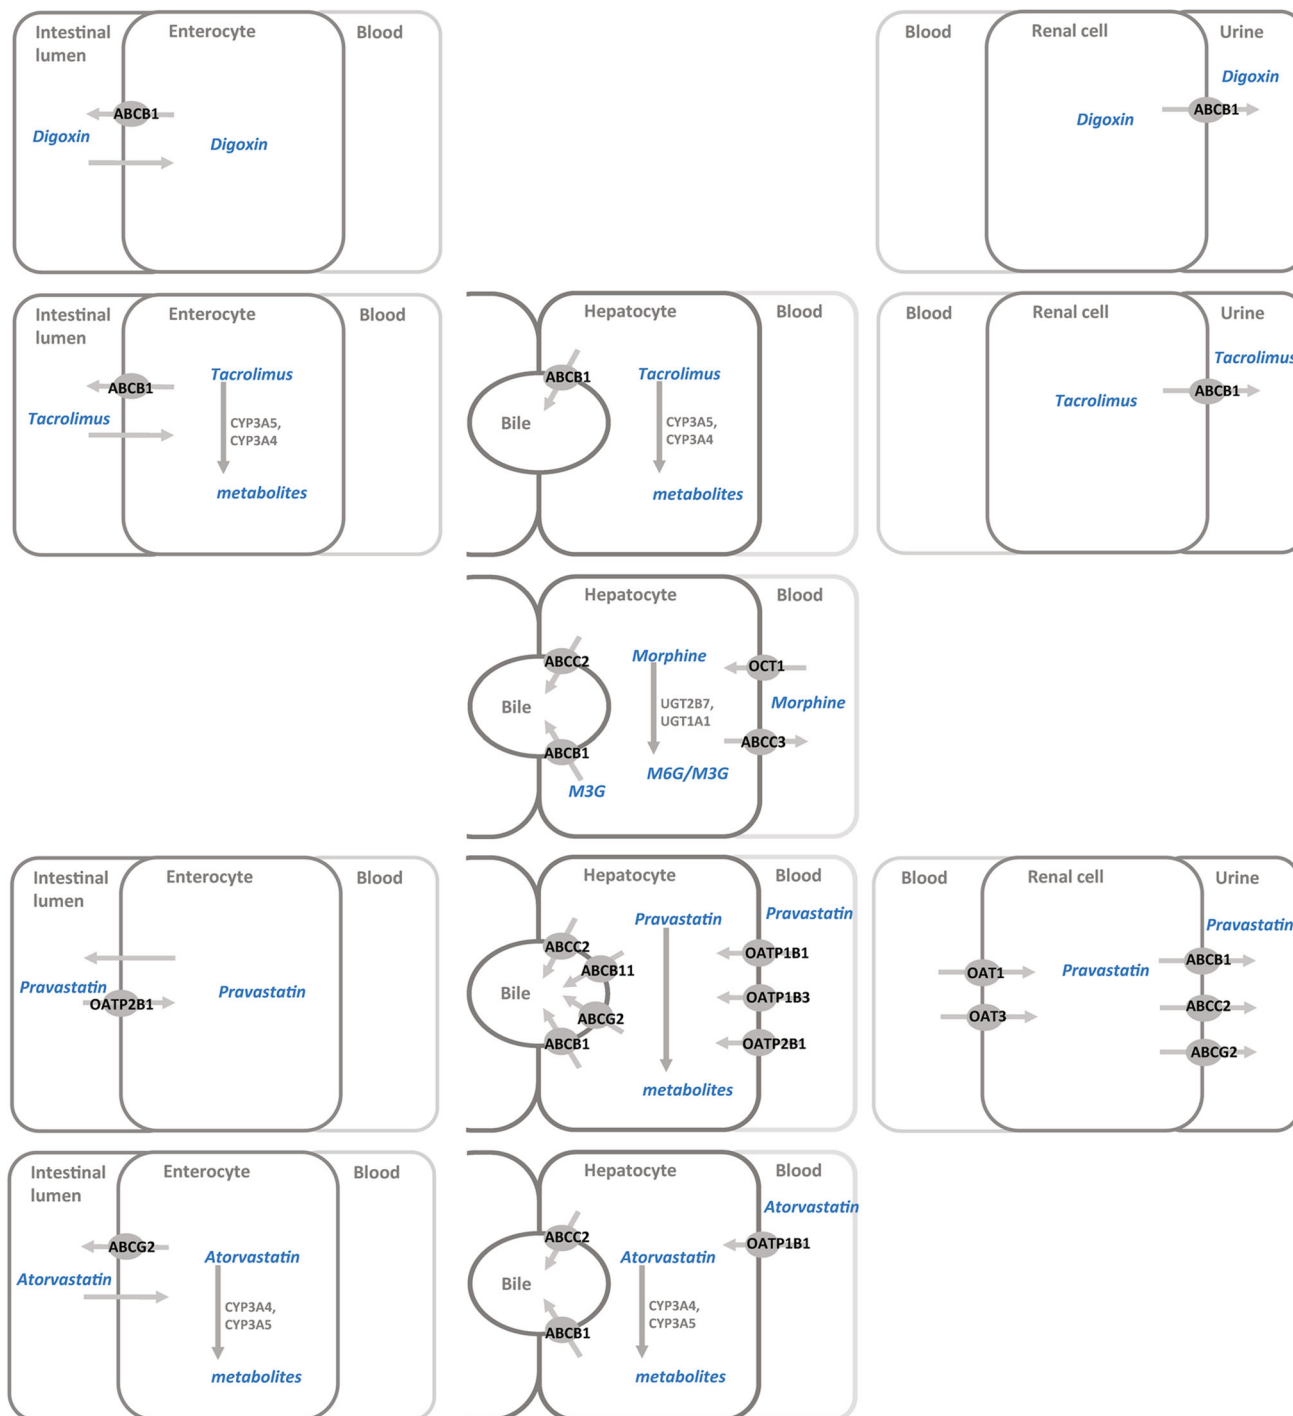 Intestinal
lumen
Enterocyte
Blood
ABCB1
Digoxin
Digoxin
Blood
Renal cell
Urine
Digoxin
ABCB1
Digoxin
Intestinal
lumen
Enterocyte
Blood
ABCB1
Tacrolimus
Tacrolimus
CYP3A5,
CYP3A4
metabolites
Hepatocyte
Blood
ABCB1
Tacrolimus
Bile
CYP3A5,
CYP3A4
metabolites
Blood
Renal cell
Urine
Tacrolimus
ABCB1
Tacrolimus
Hepatocyte
Blood
ABCC2
Morphine
OCT1
Bile
UGT2B7,
UGT1A1
Morphine
ABCB1
ABCC3
M3G
M6G/M3G
Intestinal
lumen
Enterocyte
Blood
Pravastatin
OATP2B1
Pravastatin
Hepatocyte
Blood
Pravastatin
Pravastatin
ABCC2
OATP1B1
ABCB11
Bile
OATP1B3
ABCG2
ABCB1
OATP2B1
metabolites
Blood
Renal cell
Urine
Pravastatin
OAT1
Pravastatin
ABCB1
OAT3
ABCC2
ABCG2
Intestinal
lumen
Enterocyte
Blood
ABCG2
Atorvastatin
Atorvastatin
CYP3A4,
CYP3A5
metabolites
Hepatocyte
Blood
Atorvastatin
ABCC2
OATP1B1
Atorvastatin
Bile
CYP3A4,
CYP3A5
ABCB1
metabolites